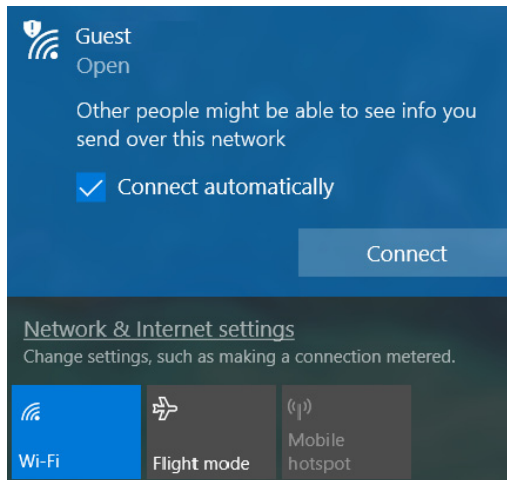 Guest
Open
Other people might be able to see info you
send over this network
Connect automatically
Connect
Network & Internet settings
Change settings, such as making a connection metered.
Wi-Fi
Flight mode
Mobile
hotspot